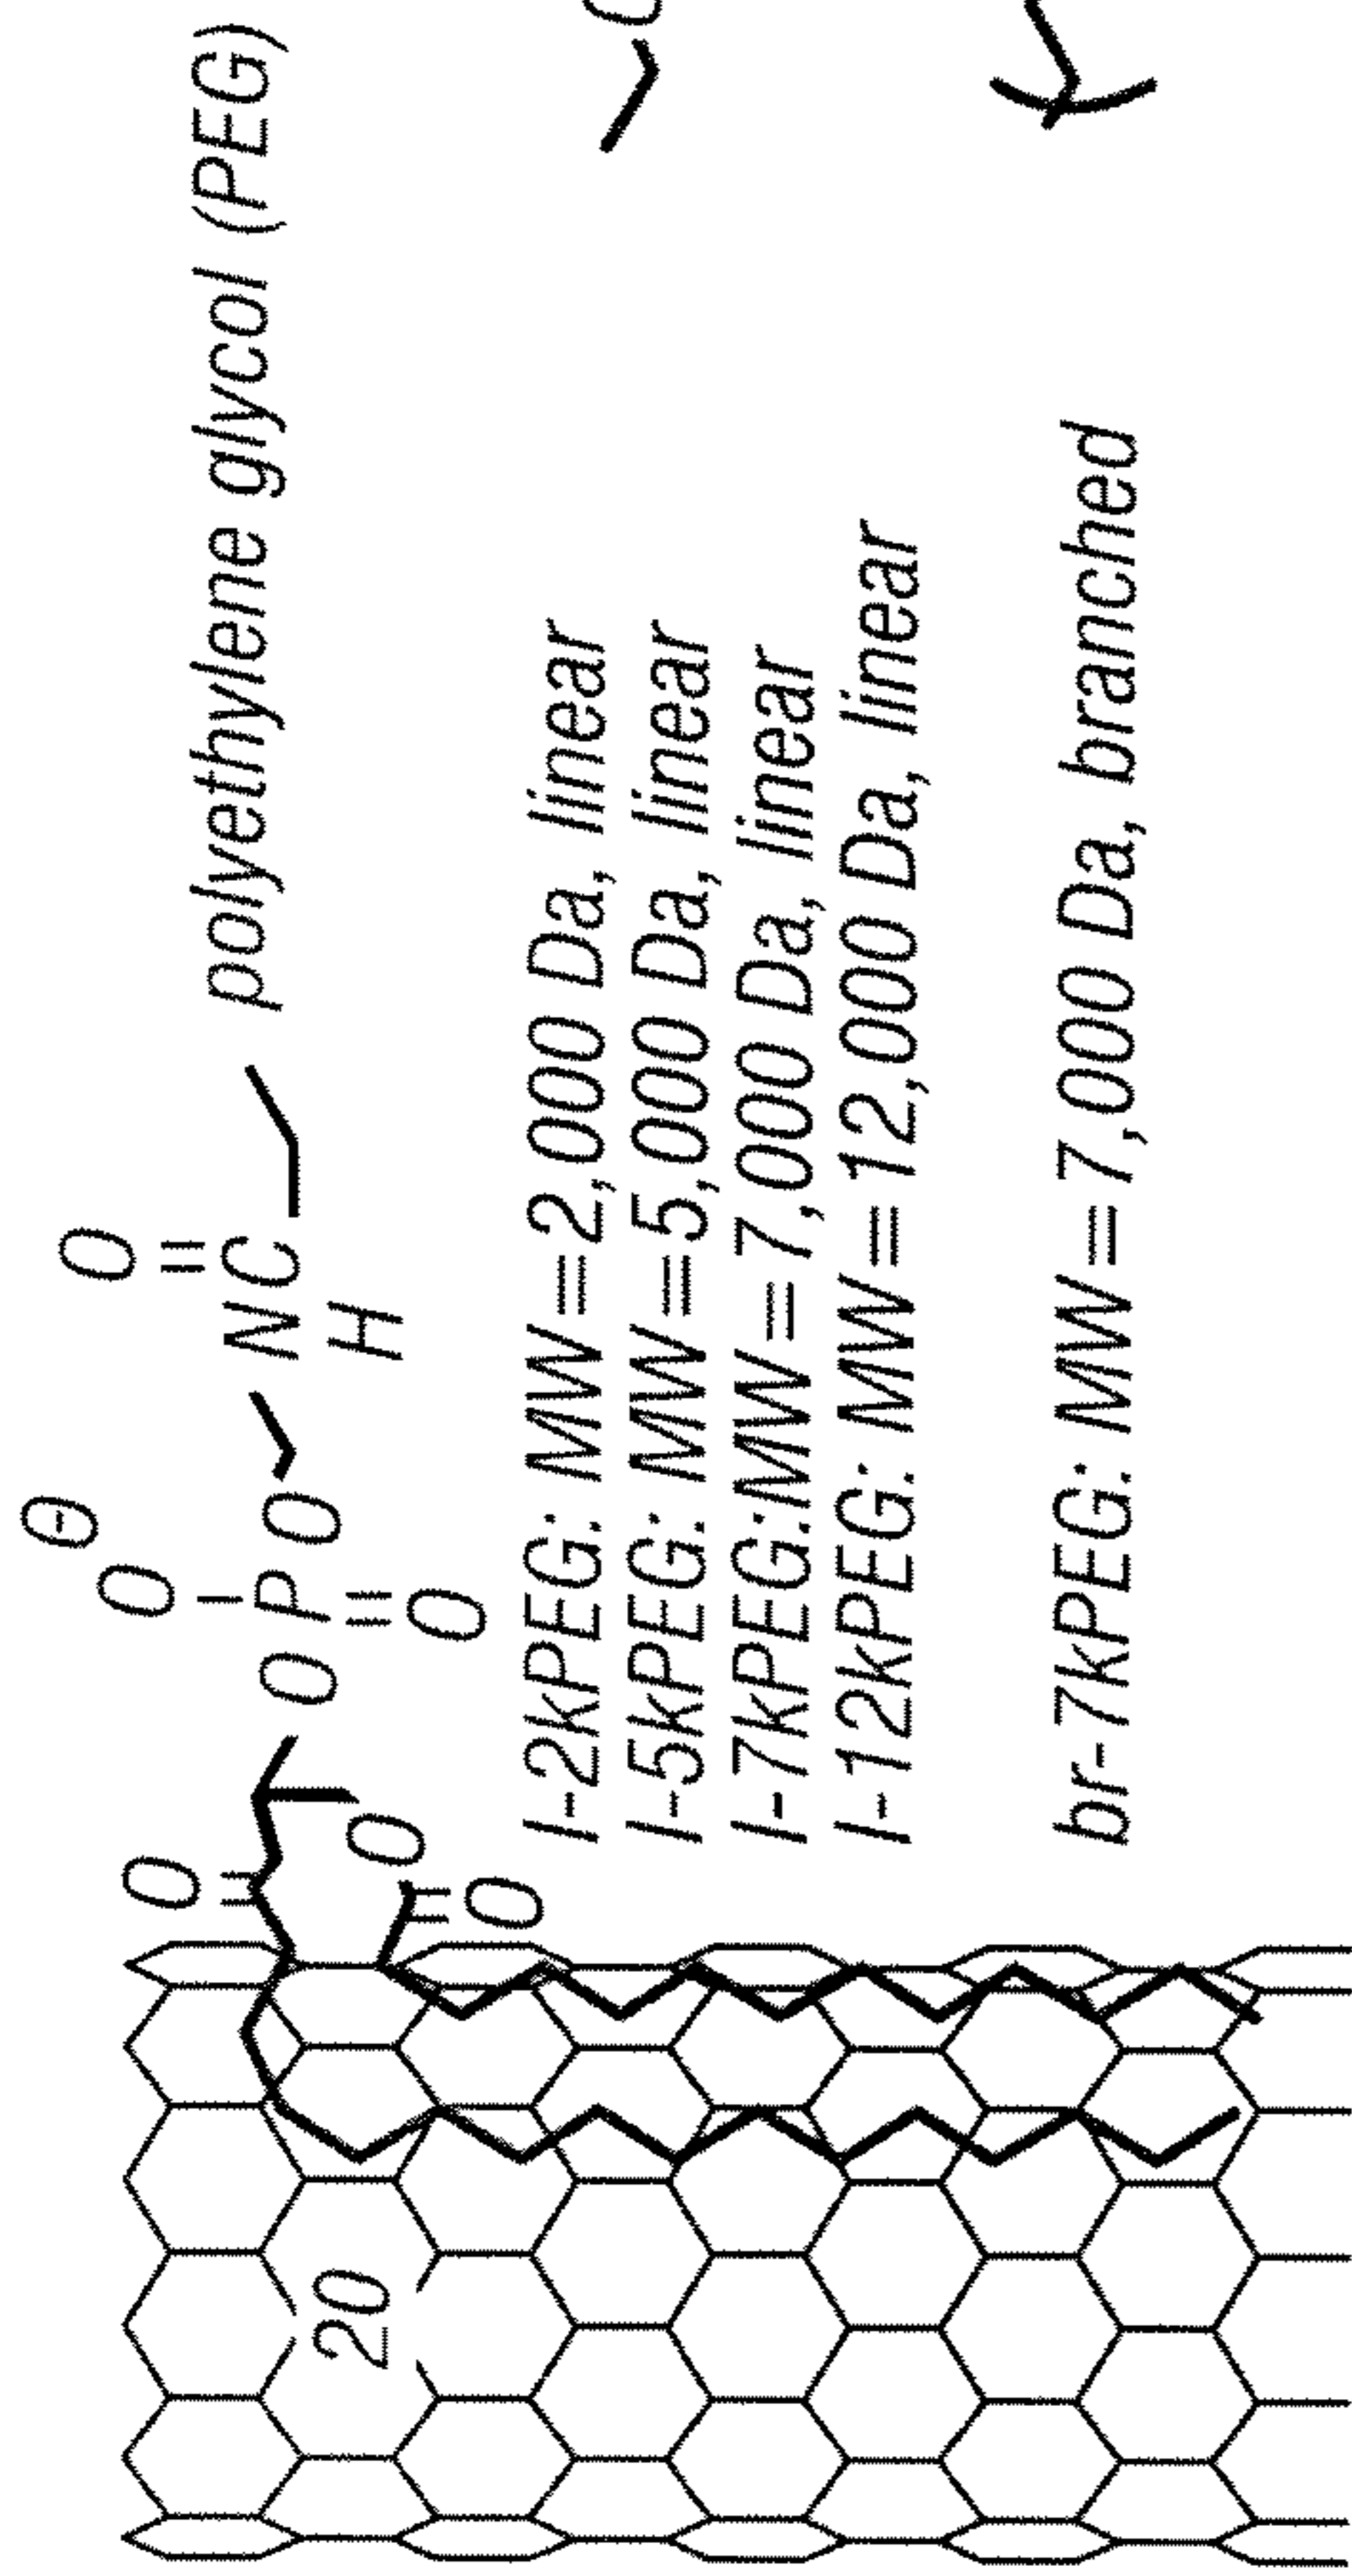 O
O ⊖
O
O P O
O
O
O
O
NC
H
polyethylene glycol (PEG)
20
l-2kPEG: MW=2,000 Da, linear
l-5kPEG: MW=5,000 Da, linear
l-7kPEG:MW=7,000 Da, linear
l-12kPEG: MW=12,000 Da, linear
br-7kPEG: MW=7,000 Da, branched